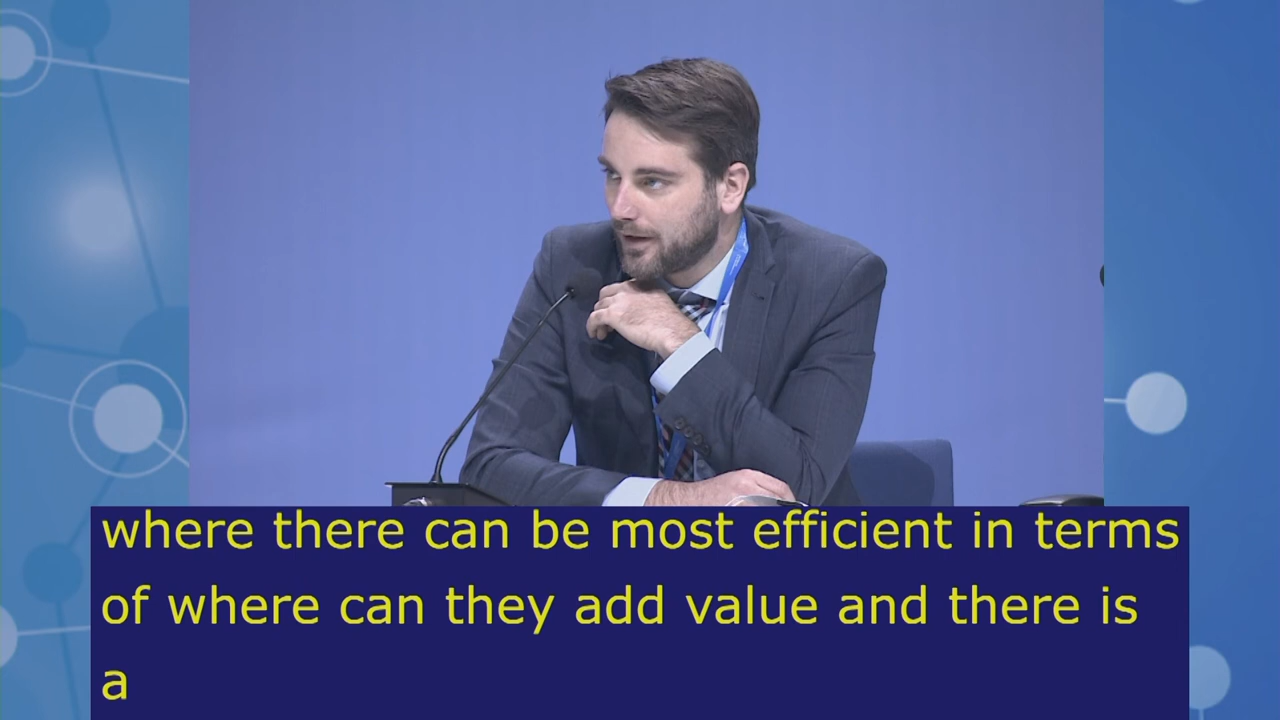 where there can be most efficient in terms
of where can they add value and there is
a